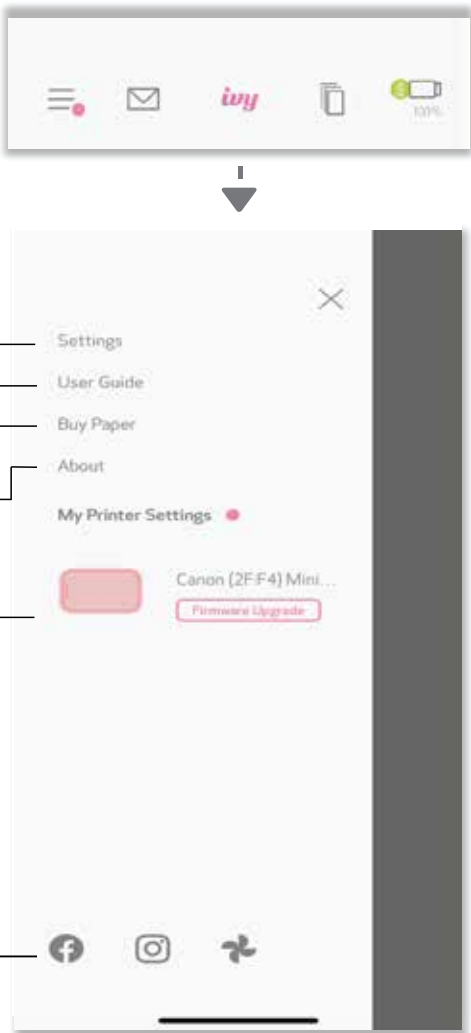 ivy
100%
Settings
User Guide
Buy Paper
About
My Printer Settings
Canon (2F:F4) Mini...
Firmware Upgrade